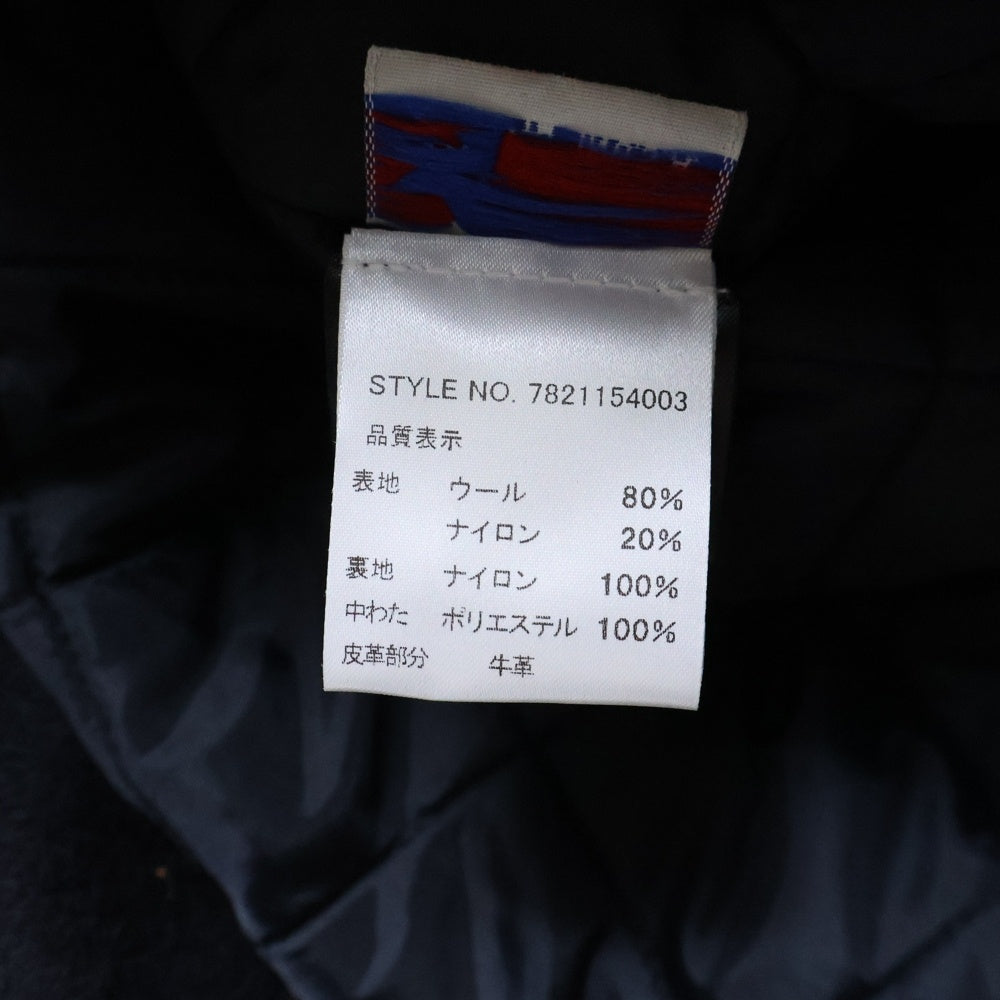 STYLE NO. 7821154003
品質表示
表地 ウール 80%
ナイロン 20%
裏地 ナイロン 100%
中わた ポリエステル 100%
皮革部分 牛革